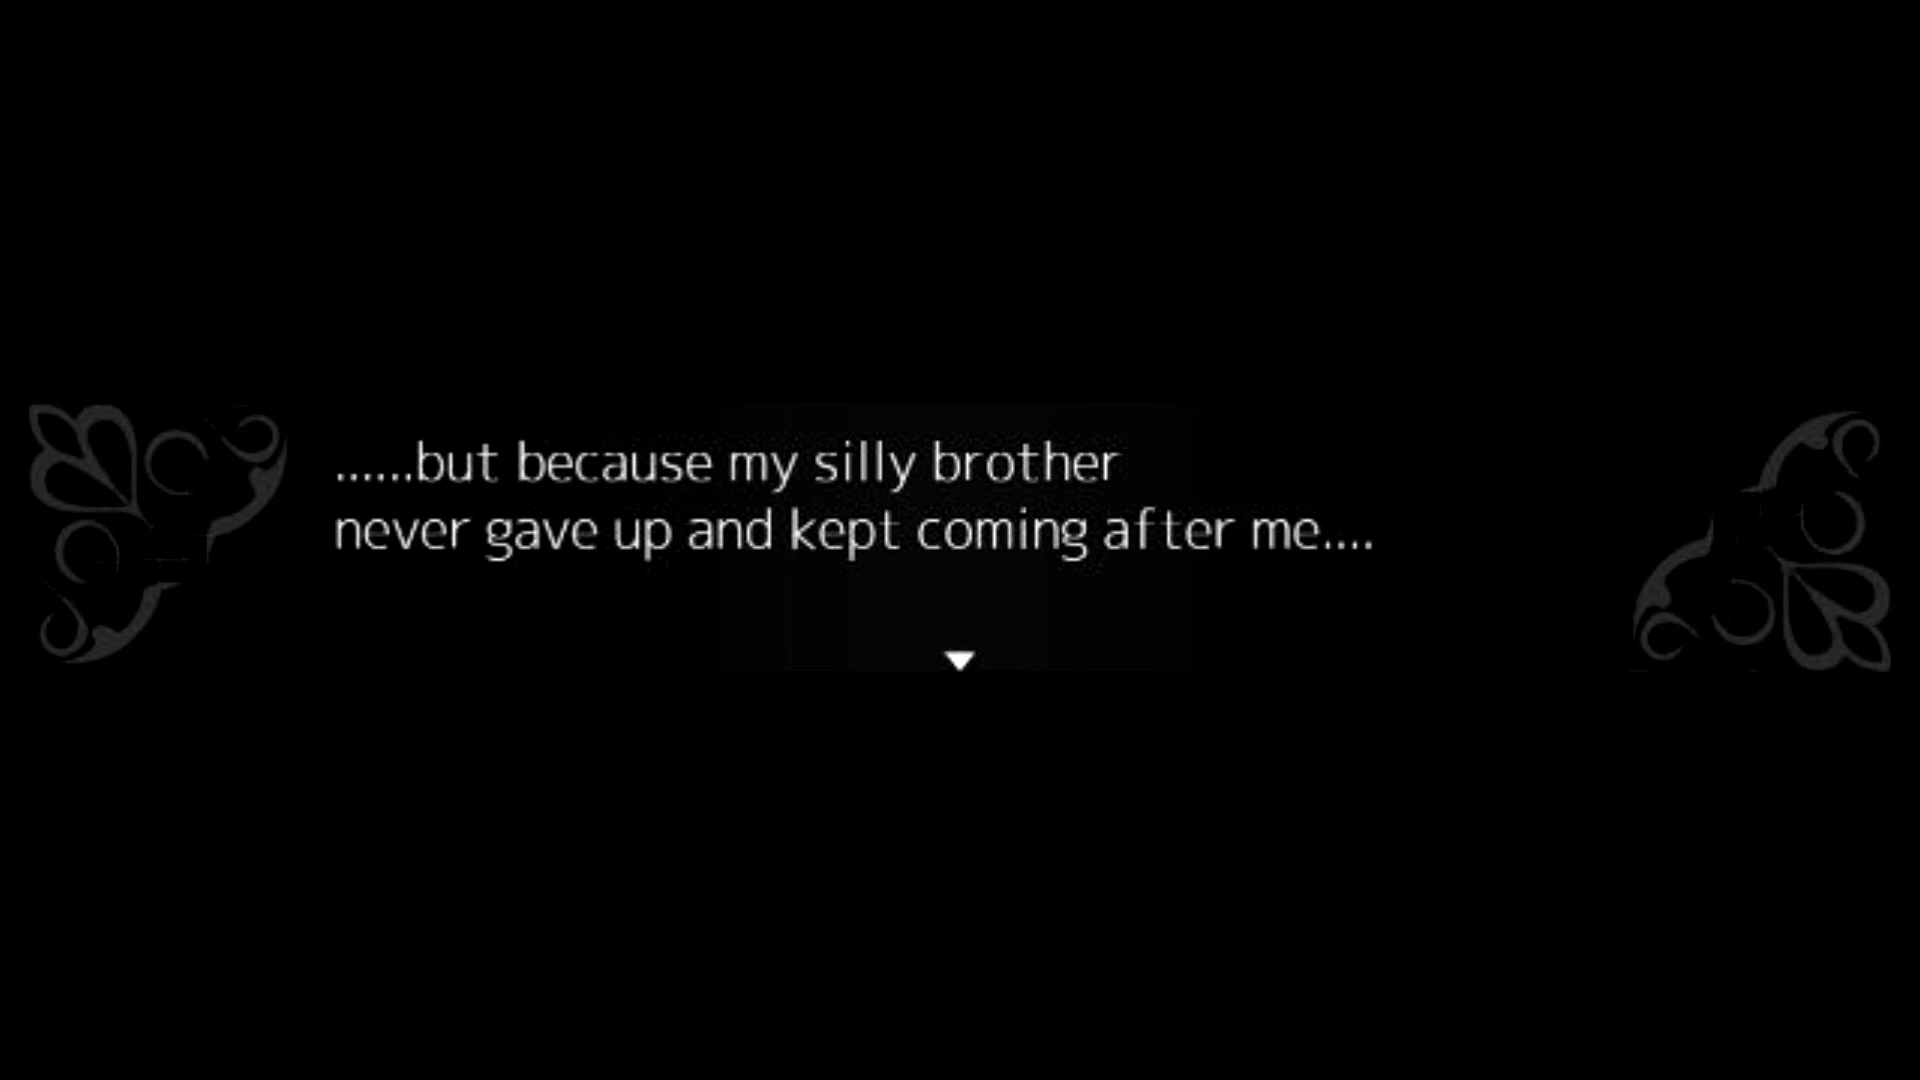 ......but because my silly brother
never gave up and kept coming after me....